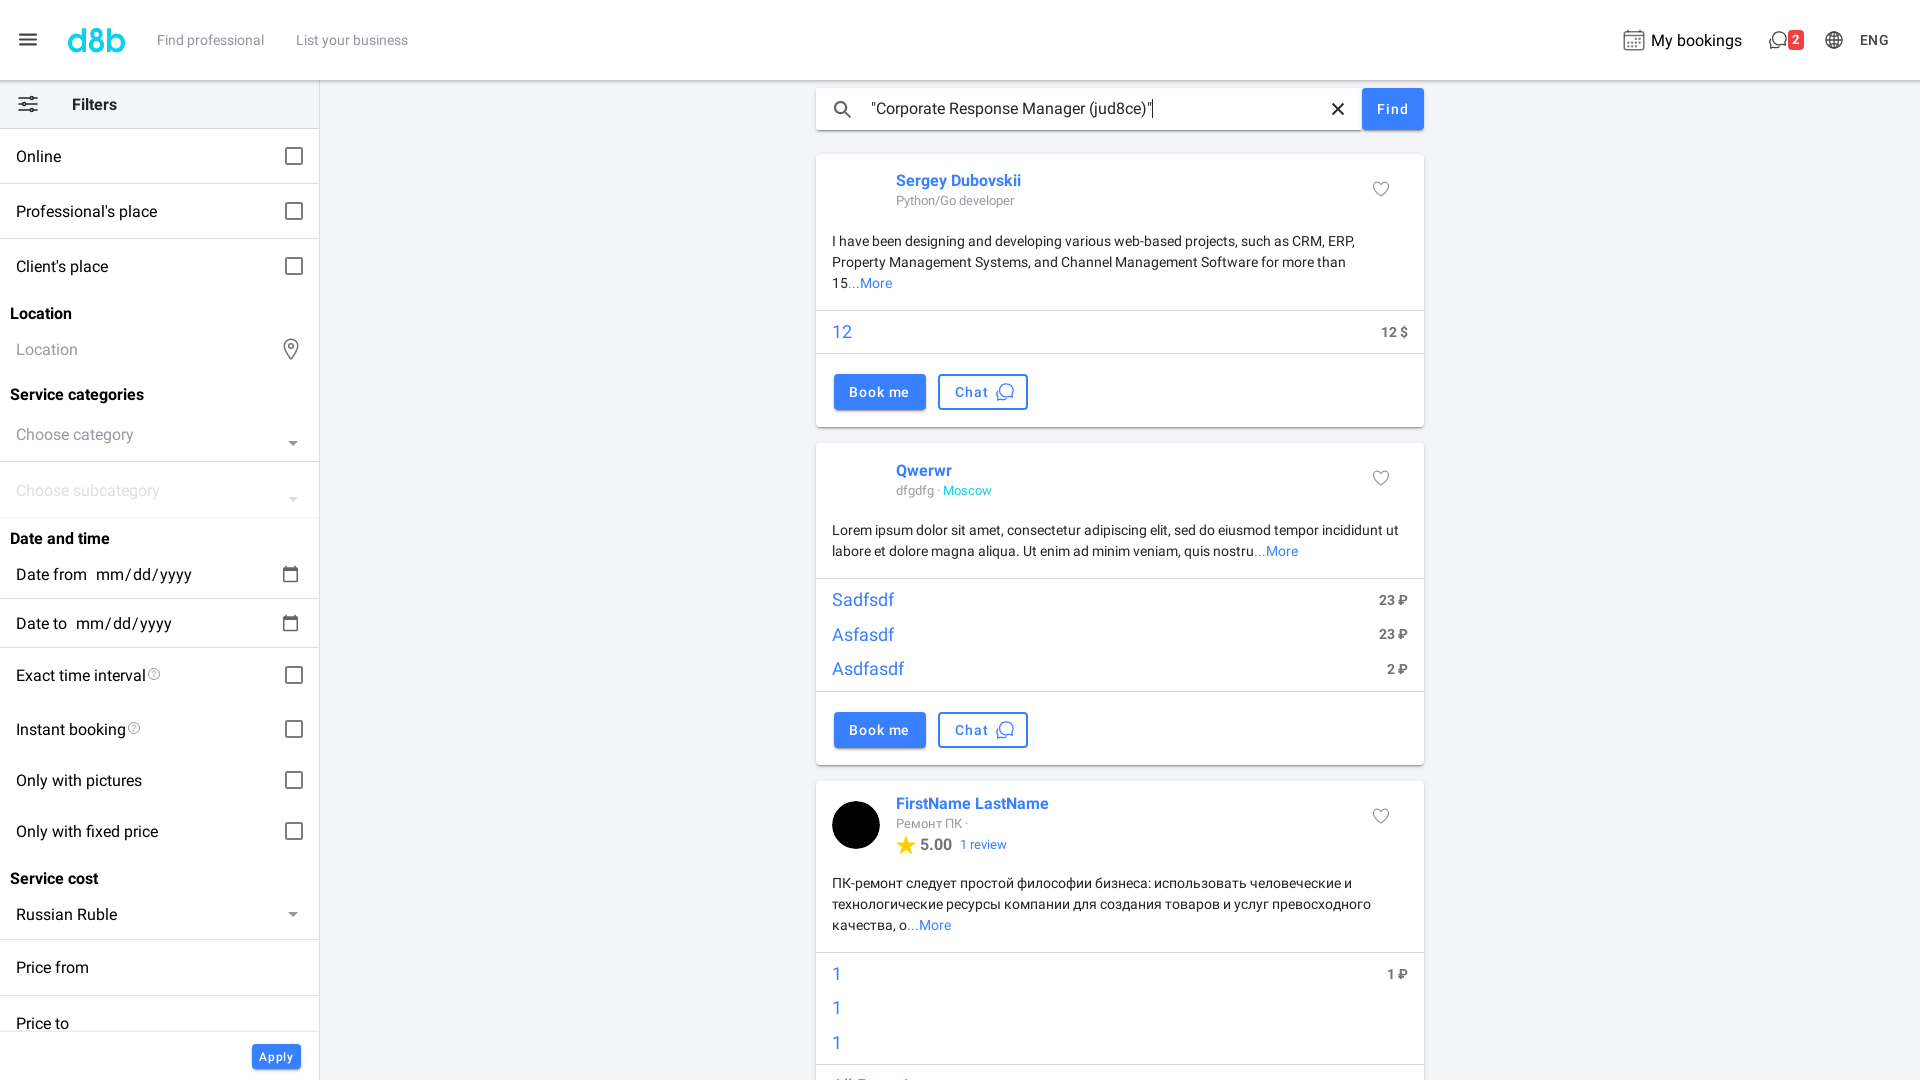 d8b
Find professional
List your business
My bookings
2
ENG
Filters
Online
Professional's place
Client's place
Location
Location
Service categories
Choose category
Choose subcategory
Date and time
Date from mm/dd/yyyy
Date to mm/dd/yyyy
Exact time interval
Instant booking
Only with pictures
Only with fixed price
Service cost
Russian Ruble
Price from
Price to
Apply
"Corporate Response Manager (jud8ce)"
Find
Sergey Dubovskii
Python/Go developer
I have been designing and developing various web-based projects, such as CRM, ERP,
Property Management Systems, and Channel Management Software for more than
15...More
12 12 $
Book me
Chat
Qwerwr
dfgdfg · Moscow
Lorem ipsum dolor sit amet, consectetur adipiscing elit, sed do eiusmod tempor incididunt ut
labore et dolore magna aliqua. Ut enim ad minim veniam, quis nostru...More
Sadfsdf 23 ₽
Asfasdf 23 ₽
Asdfasdf 2 ₽
Book me
Chat
FirstName LastName
Ремонт ПК ·
5.00 1 review
ПК-ремонт следует простой философии бизнеса: использовать человеческие и
технологические ресурсы компании для создания товаров и услуг превосходного
качества, о...More
1 1 ₽
1
1